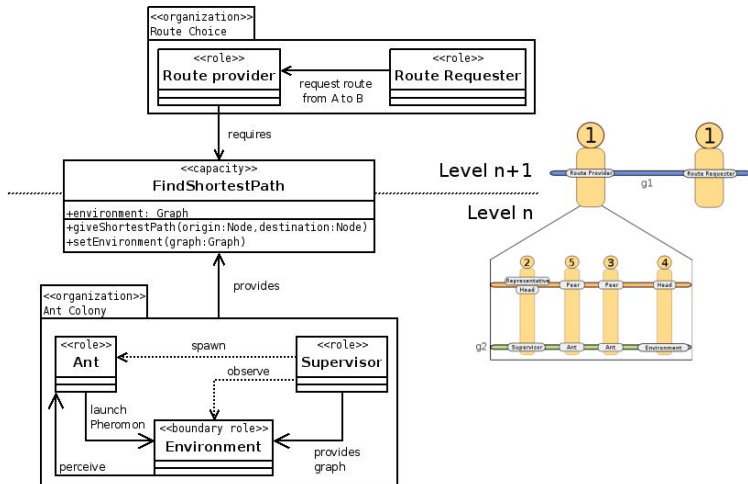 <<organization>>
Route Choice
<<role>>
Route provider
<<role>>
Route Requester
request route
from A to B
requires
<<capacity>>
FindShortestPath
+environment: Graph
+giveShortestPath(origin:Node,destination:Node)
+setEnvironment(graph:Graph)
Level n+1
Level n
provides
<<organization>>
Ant Colony
<<role>>
Ant
<<role>>
Supervisor
spawn
observe
launch
Pheromon
<<boundary role>>
Environment
perceive
provides
graph
1
1
Route Provider
Route Requester
g1
2
5
3
4
Representative
Head
Peer
Peer
Head
g2
Supervisor
Ant
Ant
Environment